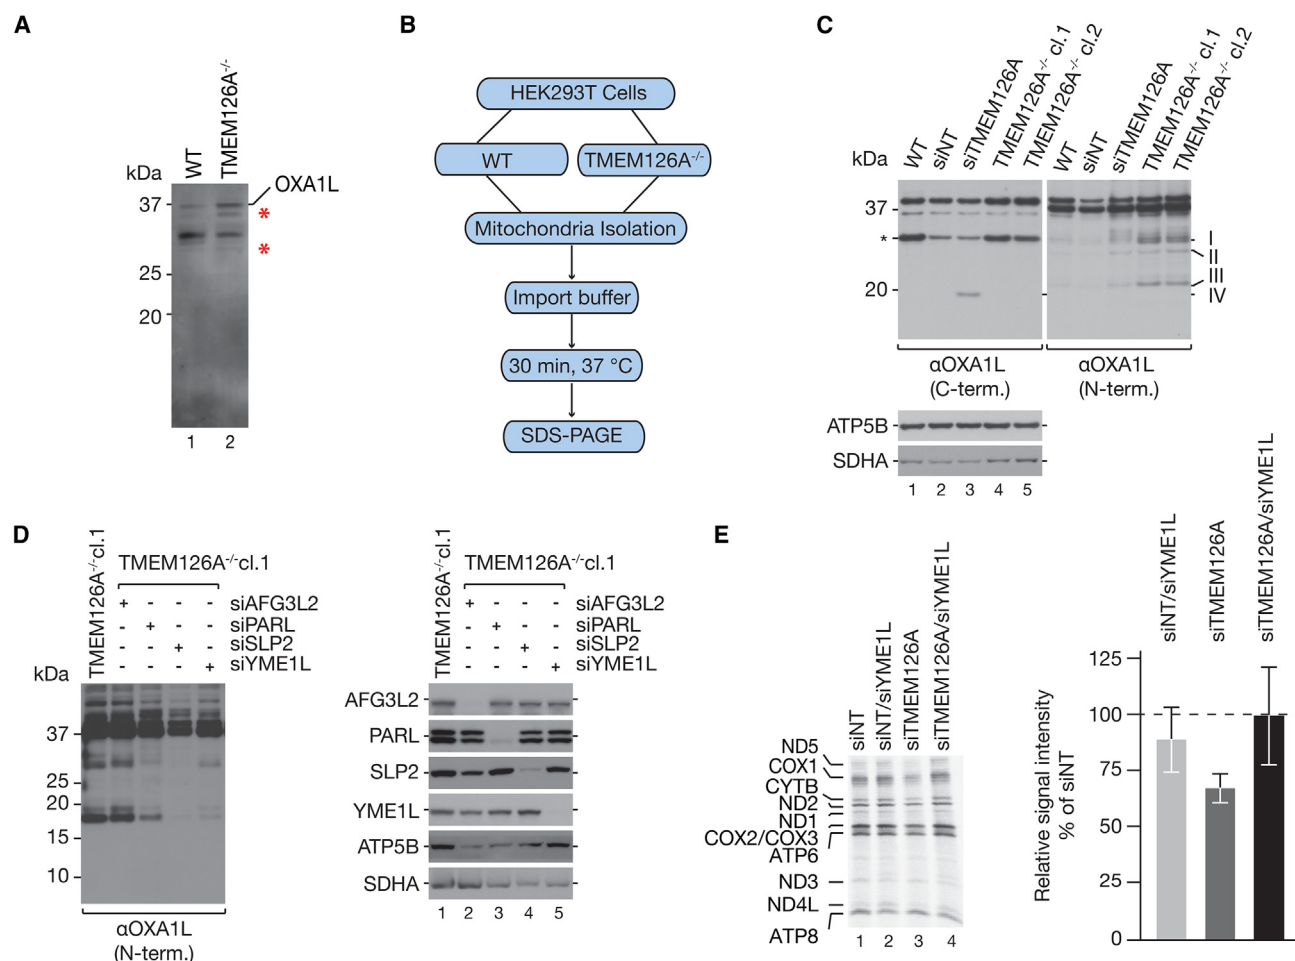 A
WT
TMEM126A-/-
kDa
OXA1L
37
*
*
25
20
1 2
B
HEK293T Cells
WT
TMEM126A-/-
Mitochondria Isolation
Import buffer
30 min, 37 °C
SDS-PAGE
C
WT
siNT
siTMEM126A
TMEM126A-/- cl.1
TMEM126A-/- cl.2
WT
siNT
siTMEM126A
TMEM126A-/- cl.1
TMEM126A-/- cl.2
kDa
37
*
20
I
II
III
IV
αOXA1L
(C-term.)
αOXA1L
(N-term.)
ATP5B
SDHA
1 2 3 4 5
D
TMEM126A-/-cl.1
TMEM126A-/-cl.1
+ - - - siAFG3L2
- + - - siPARL
- - + - siSLP2
- - - + siYME1L
kDa
37
25
20
15
10
αOXA1L
(N-term.)
TMEM126A-/-cl.1
TMEM126A-/-cl.1
+ - - - siAFG3L2
- + - - siPARL
- - + - siSLP2
- - - + siYME1L
AFG3L2
PARL
SLP2
YME1L
ATP5B
SDHA
1 2 3 4 5
E
siNT
siNT/siYME1L
siTMEM126A
siTMEM126A/siYME1L
ND5
COX1
CYTB
ND2
ND1
COX2/COX3
ATP6
ND3
ND4L
ATP8
1 2 3 4
siNT/siYME1L
siTMEM126A
siTMEM126A/siYME1L
Relative signal intensity
% of siNT
125
100
75
50
25
0